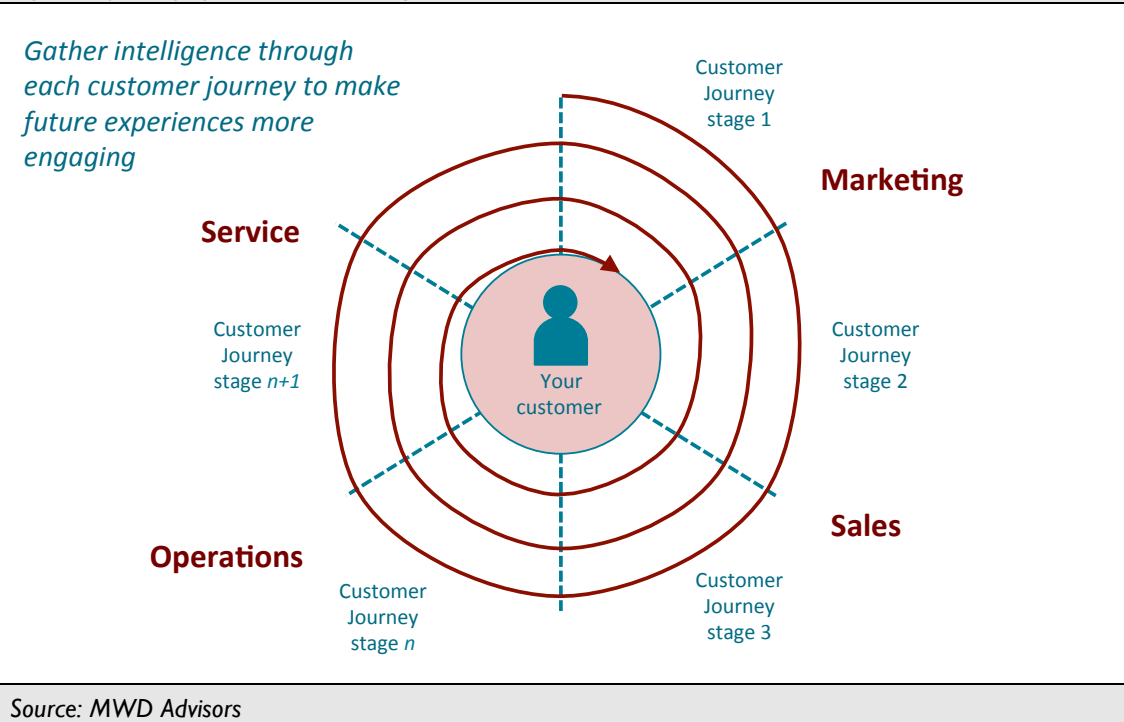 Gather intelligence through
each customer journey to make
future experiences more
engaging
Customer
Journey
stage 1
Marketing
Service
Customer
Journey
stage n+1
Customer
Journey
stage 2
Your
customer
Sales
Operations
Customer
Journey
stage n
Customer
Journey
stage 3
Source: MWD Advisors